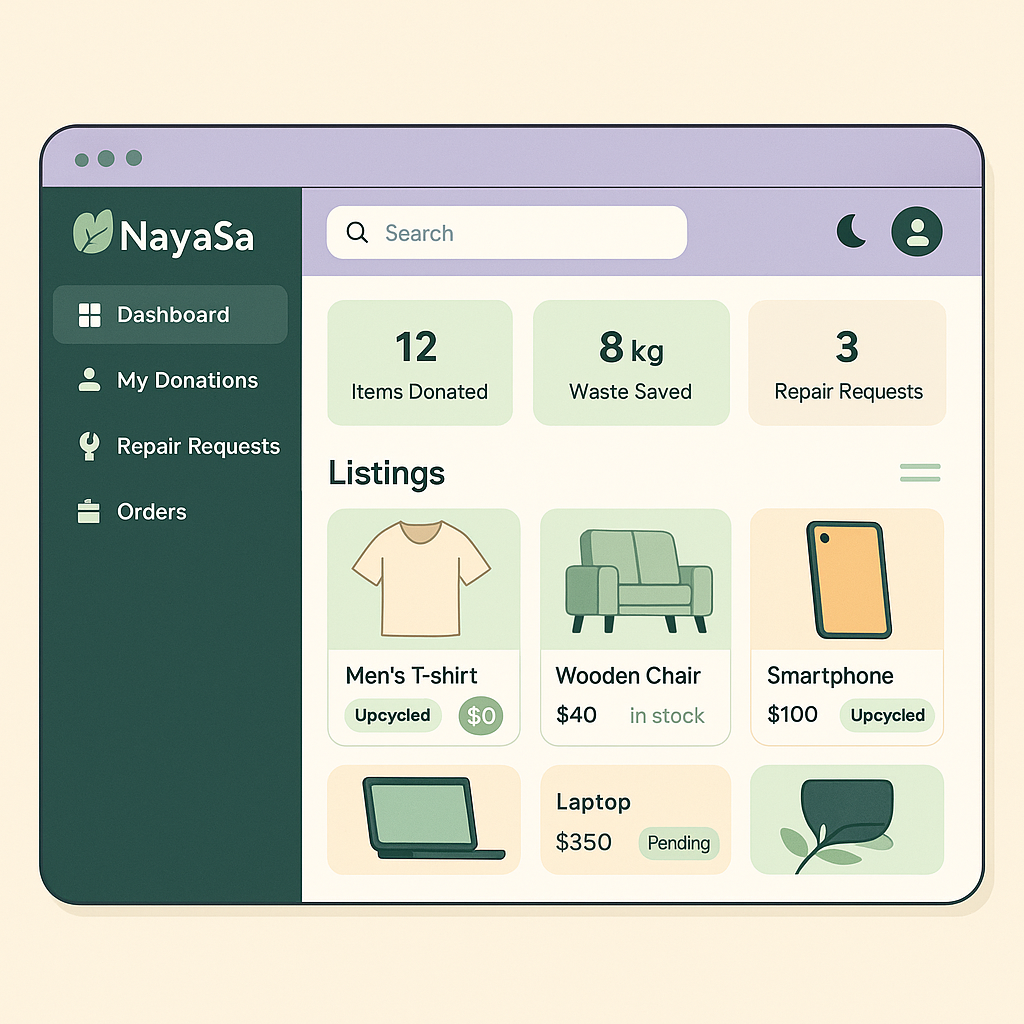 NayaSa
Search
Dashboard
My Donations
Repair Requests
Orders
12
Items Donated
8 kg
Waste Saved
3
Repair Requests
Listings
Men's T-shirt
Upcycled $0
Wooden Chair
$40 in stock
Smartphone
$100 Upcycled
Laptop
$350 Pending